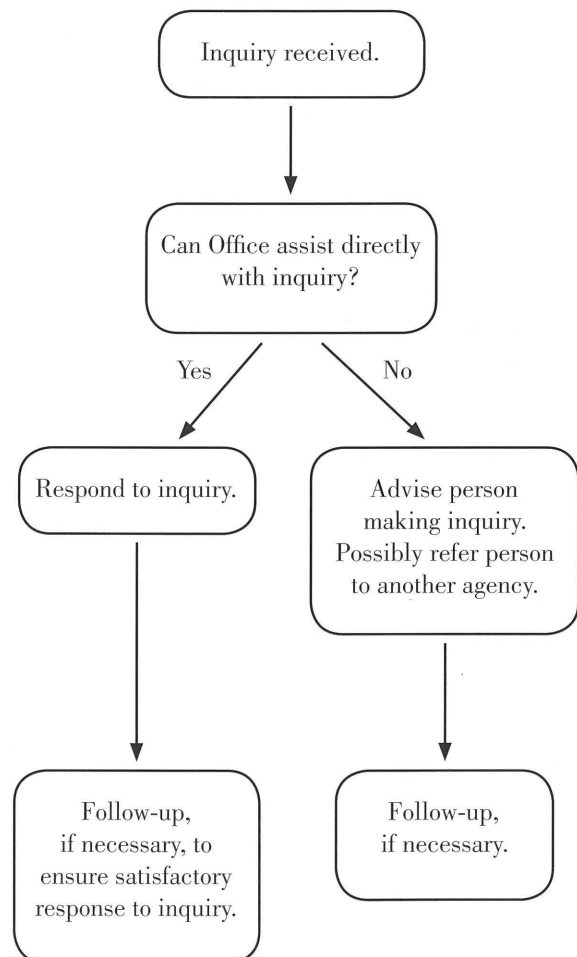 Inquiry received.
Can Office assist directly
with inquiry?
Yes
No
Respond to inquiry.
Advise person
making inquiry.
Possibly refer person
to another agency.
Follow-up,
if necessary, to
ensure satisfactory
response to inquiry.
Follow-up,
if necessary.